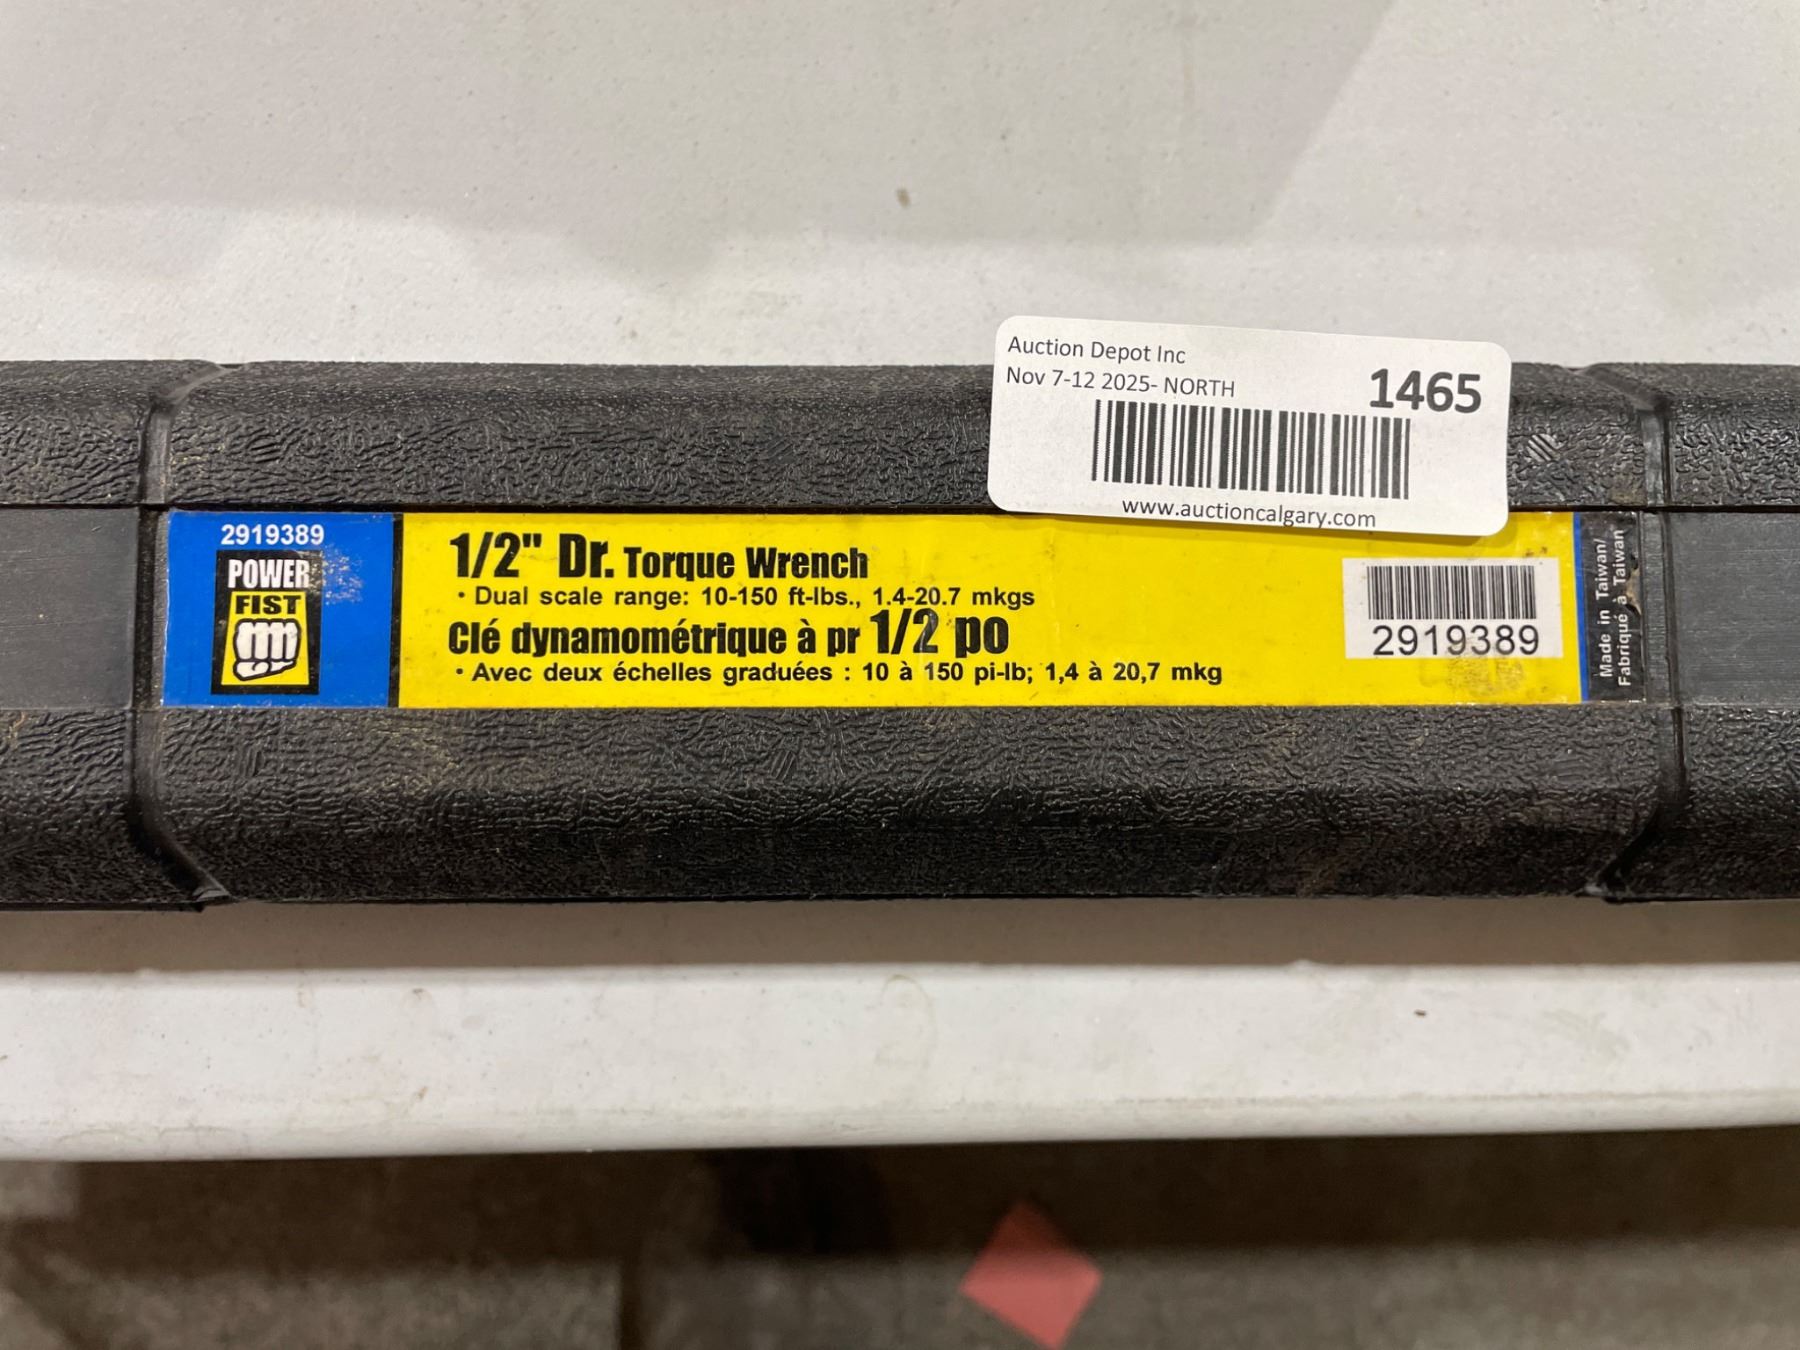 Auction Depot Inc
Nov 7-12 2025- NORTH
1465
www.auctioncalgary.com
2919389
POWER
FIST
1/2" Dr. Torque Wrench
• Dual scale range: 10-150 ft-lbs., 1.4-20.7 mkgs
Clé dynamométrique à pr 1/2 po
• Avec deux échelles graduées : 10 à 150 pi-lb; 1,4 à 20,7 mkg
2919389
Made in Taiwan/
Fabriqué à Taiwan